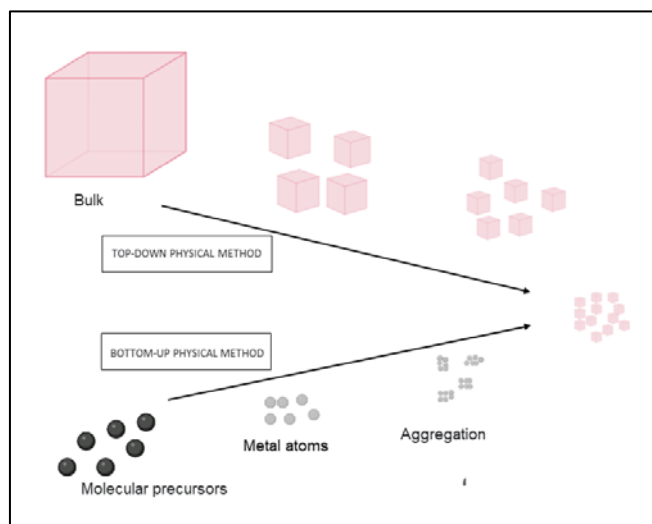 Bulk
TOP-DOWN PHYSICAL METHOD
BOTTOM-UP PHYSICAL METHOD
Metal atoms
Aggregation
Molecular precursors